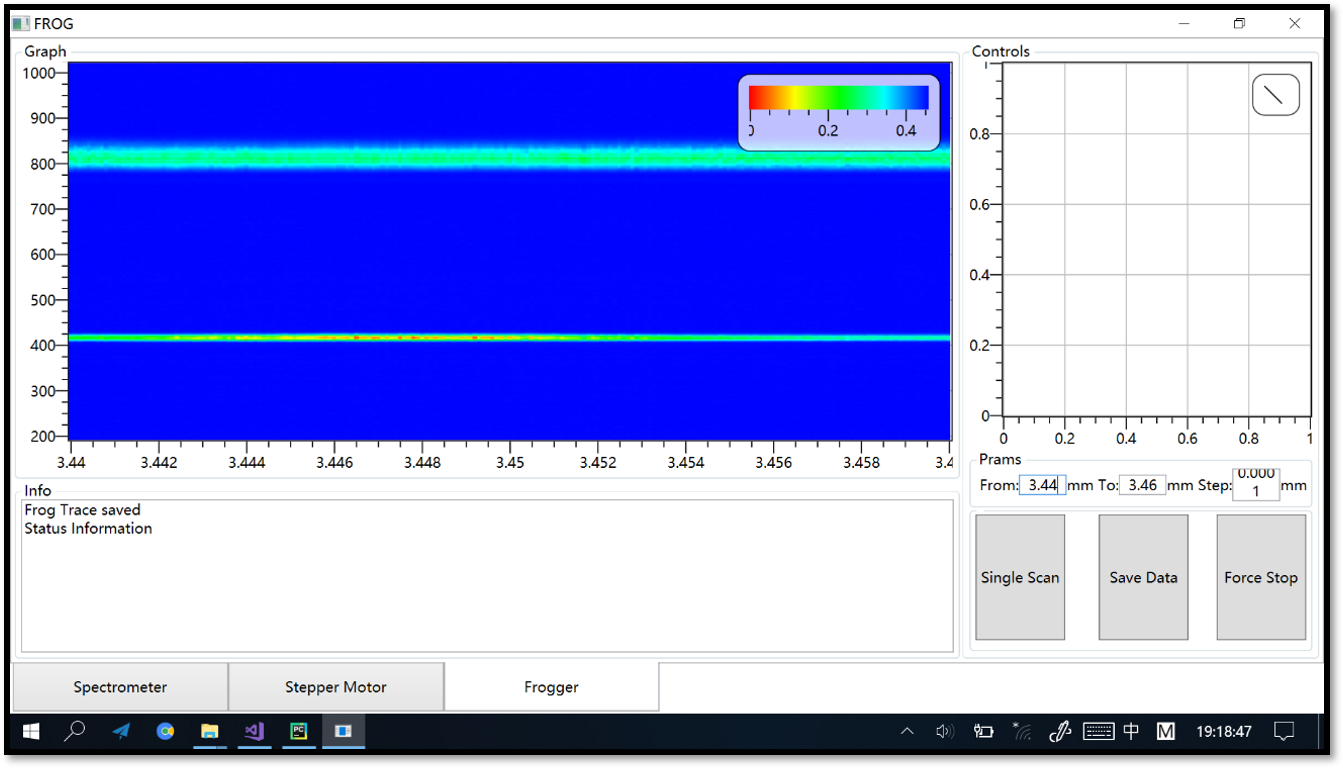 FROG
Graph
1000
900
800
700
600
500
400
300
200
0 0.2 0.4
3.44 3.442 3.444 3.446 3.448 3.45 3.452 3.454 3.456 3.458 3.4
Info
Frog Trace saved
Status Information
Controls
1
0.8
0.6
0.4
0.2
0
0 0.2 0.4 0.6 0.8 1
Prams
From: 3.44 mm To: 3.46 mm Step: 0.000
1 mm
Single Scan Save Data Force Stop
Spectrometer Stepper Motor Frogger
PC 中 M 19:18:47